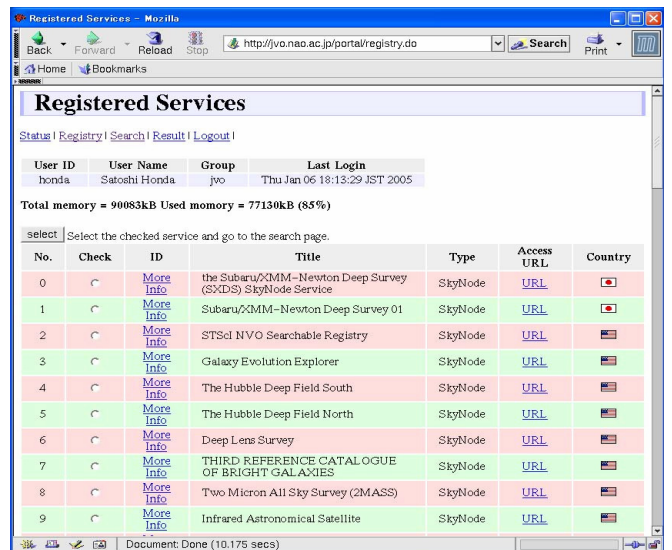 Registered Services - Mozilla
Back Forward Reload Stop http://jvo.nao.ac.jp/portal/registry.do Search Print
Home Bookmarks
Registered Services
Status | Registry | Search | Result | Logout |
User ID User Name Group Last Login
honda Satoshi Honda jvo Thu Jan 06 18:13:29 JST 2005
Total memory = 90083kB Used momory = 77130kB (85%)
select Select the checked service and go to the search page.
No. Check ID Title Type Access URL Country
0 More Info the Subaru/XMM-Newton Deep Survey (SXDS) SkyNode Service SkyNode URL
1 More Info Subaru/XMM-Newton Deep Survey 01 SkyNode URL
2 More Info STScI NVO Searchable Registry SkyNode URL
3 More Info Galaxy Evolution Explorer SkyNode URL
4 More Info The Hubble Deep Field South SkyNode URL
5 More Info The Hubble Deep Field North SkyNode URL
6 More Info Deep Lens Survey SkyNode URL
7 More Info THIRD REFERENCE CATALOGUE OF BRIGHT GALAXIES SkyNode URL
8 More Info Two Micron All Sky Survey (2MASS) SkyNode URL
9 More Info Infrared Astronomical Satellite SkyNode URL
Document: Done (10.175 secs)